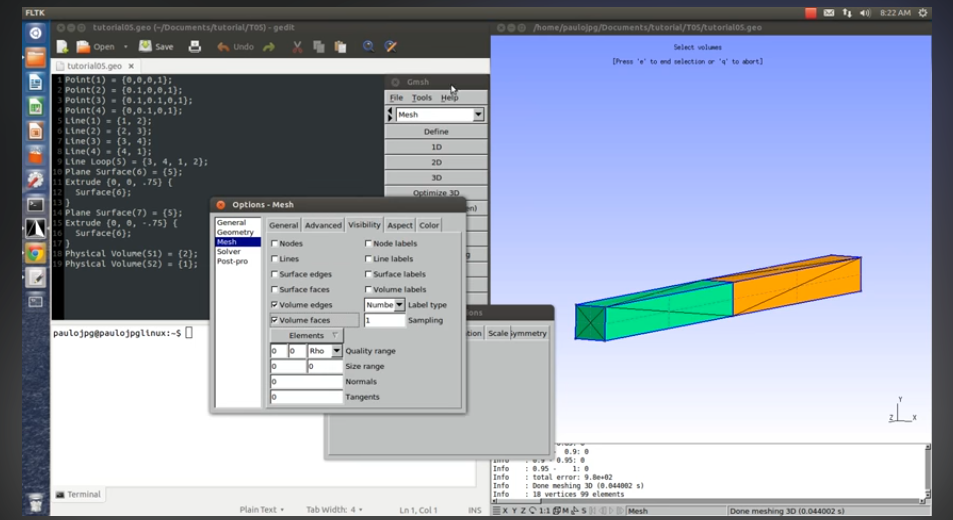 FLTK
8:22 AM
tutorial05.geo (~/Documents/tutorial/T05) - gedit
Open
Save
Undo
tutorial05.geo ×
1 Point(1) = {0,0,0,1};
2 Point(2) = {0.1,0,0,1};
3 Point(3) = {0.1,0.1,0,1};
4 Point(4) = {0,0.1,0,1};
5 Line(1) = {1, 2};
6 Line(2) = {2, 3};
7 Line(3) = {3, 4};
8 Line(4) = {4, 1};
9 Line Loop(5) = {3, 4, 1, 2};
10 Plane Surface(6) = {5};
11 Extrude {0, 0, .75} {
12 Surface{6};
13 }
14 Plane Surface(7) = {5};
15 Extrude {0, 0, -.75} {
16 Surface{6};
17 }
18 Physical Volume(51) = {2};
19 Physical Volume(52) = {1};
paulojpg@paulojpglinux:~$
Terminal
Plain Text
Tab Width: 4
Ln 1, Col 1
INS
Gmsh
File Tools Help
Mesh
Define
1D
2D
3D
Optimize 3D
Options - Mesh
General
Geometry
Mesh
Solver
Post-pro
General Advanced Visibility Aspect Color
Nodes Node labels
Lines Line labels
Surface edges Surface labels
Surface faces Volume labels
Volume edges Numbe Label type
Volume faces 1 Sampling
Elements
0 0 Rho Quality range
0 0 Size range
0 Normals
0 Tangents
Scale
/home/paulojpg/Documents/tutorial/T05/tutorial05.geo
Select volumes
[Press 'e' to end selection or 'q' to abort]
Y
Z X
Info : 0.9 - 0.95: 0
Info : 0.95 - 1: 0
Info : total error: 9.8e+02
Info : Done meshing 3D (0.044002 s)
Info : 18 vertices 99 elements
X Y Z 1:1 M S Mesh
Done meshing 3D (0.044002 s)